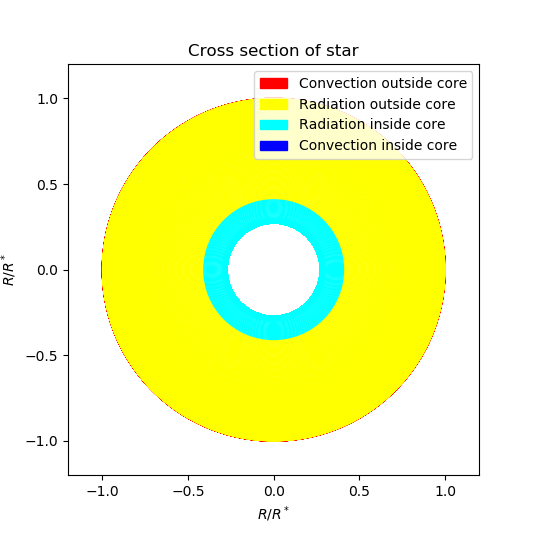 Cross section of star
Convection outside core
Radiation outside core
Radiation inside core
Convection inside core
1.0
0.5
0.0
−0.5
−1.0
R/R*
−1.0 −0.5 0.0 0.5 1.0
R/R*